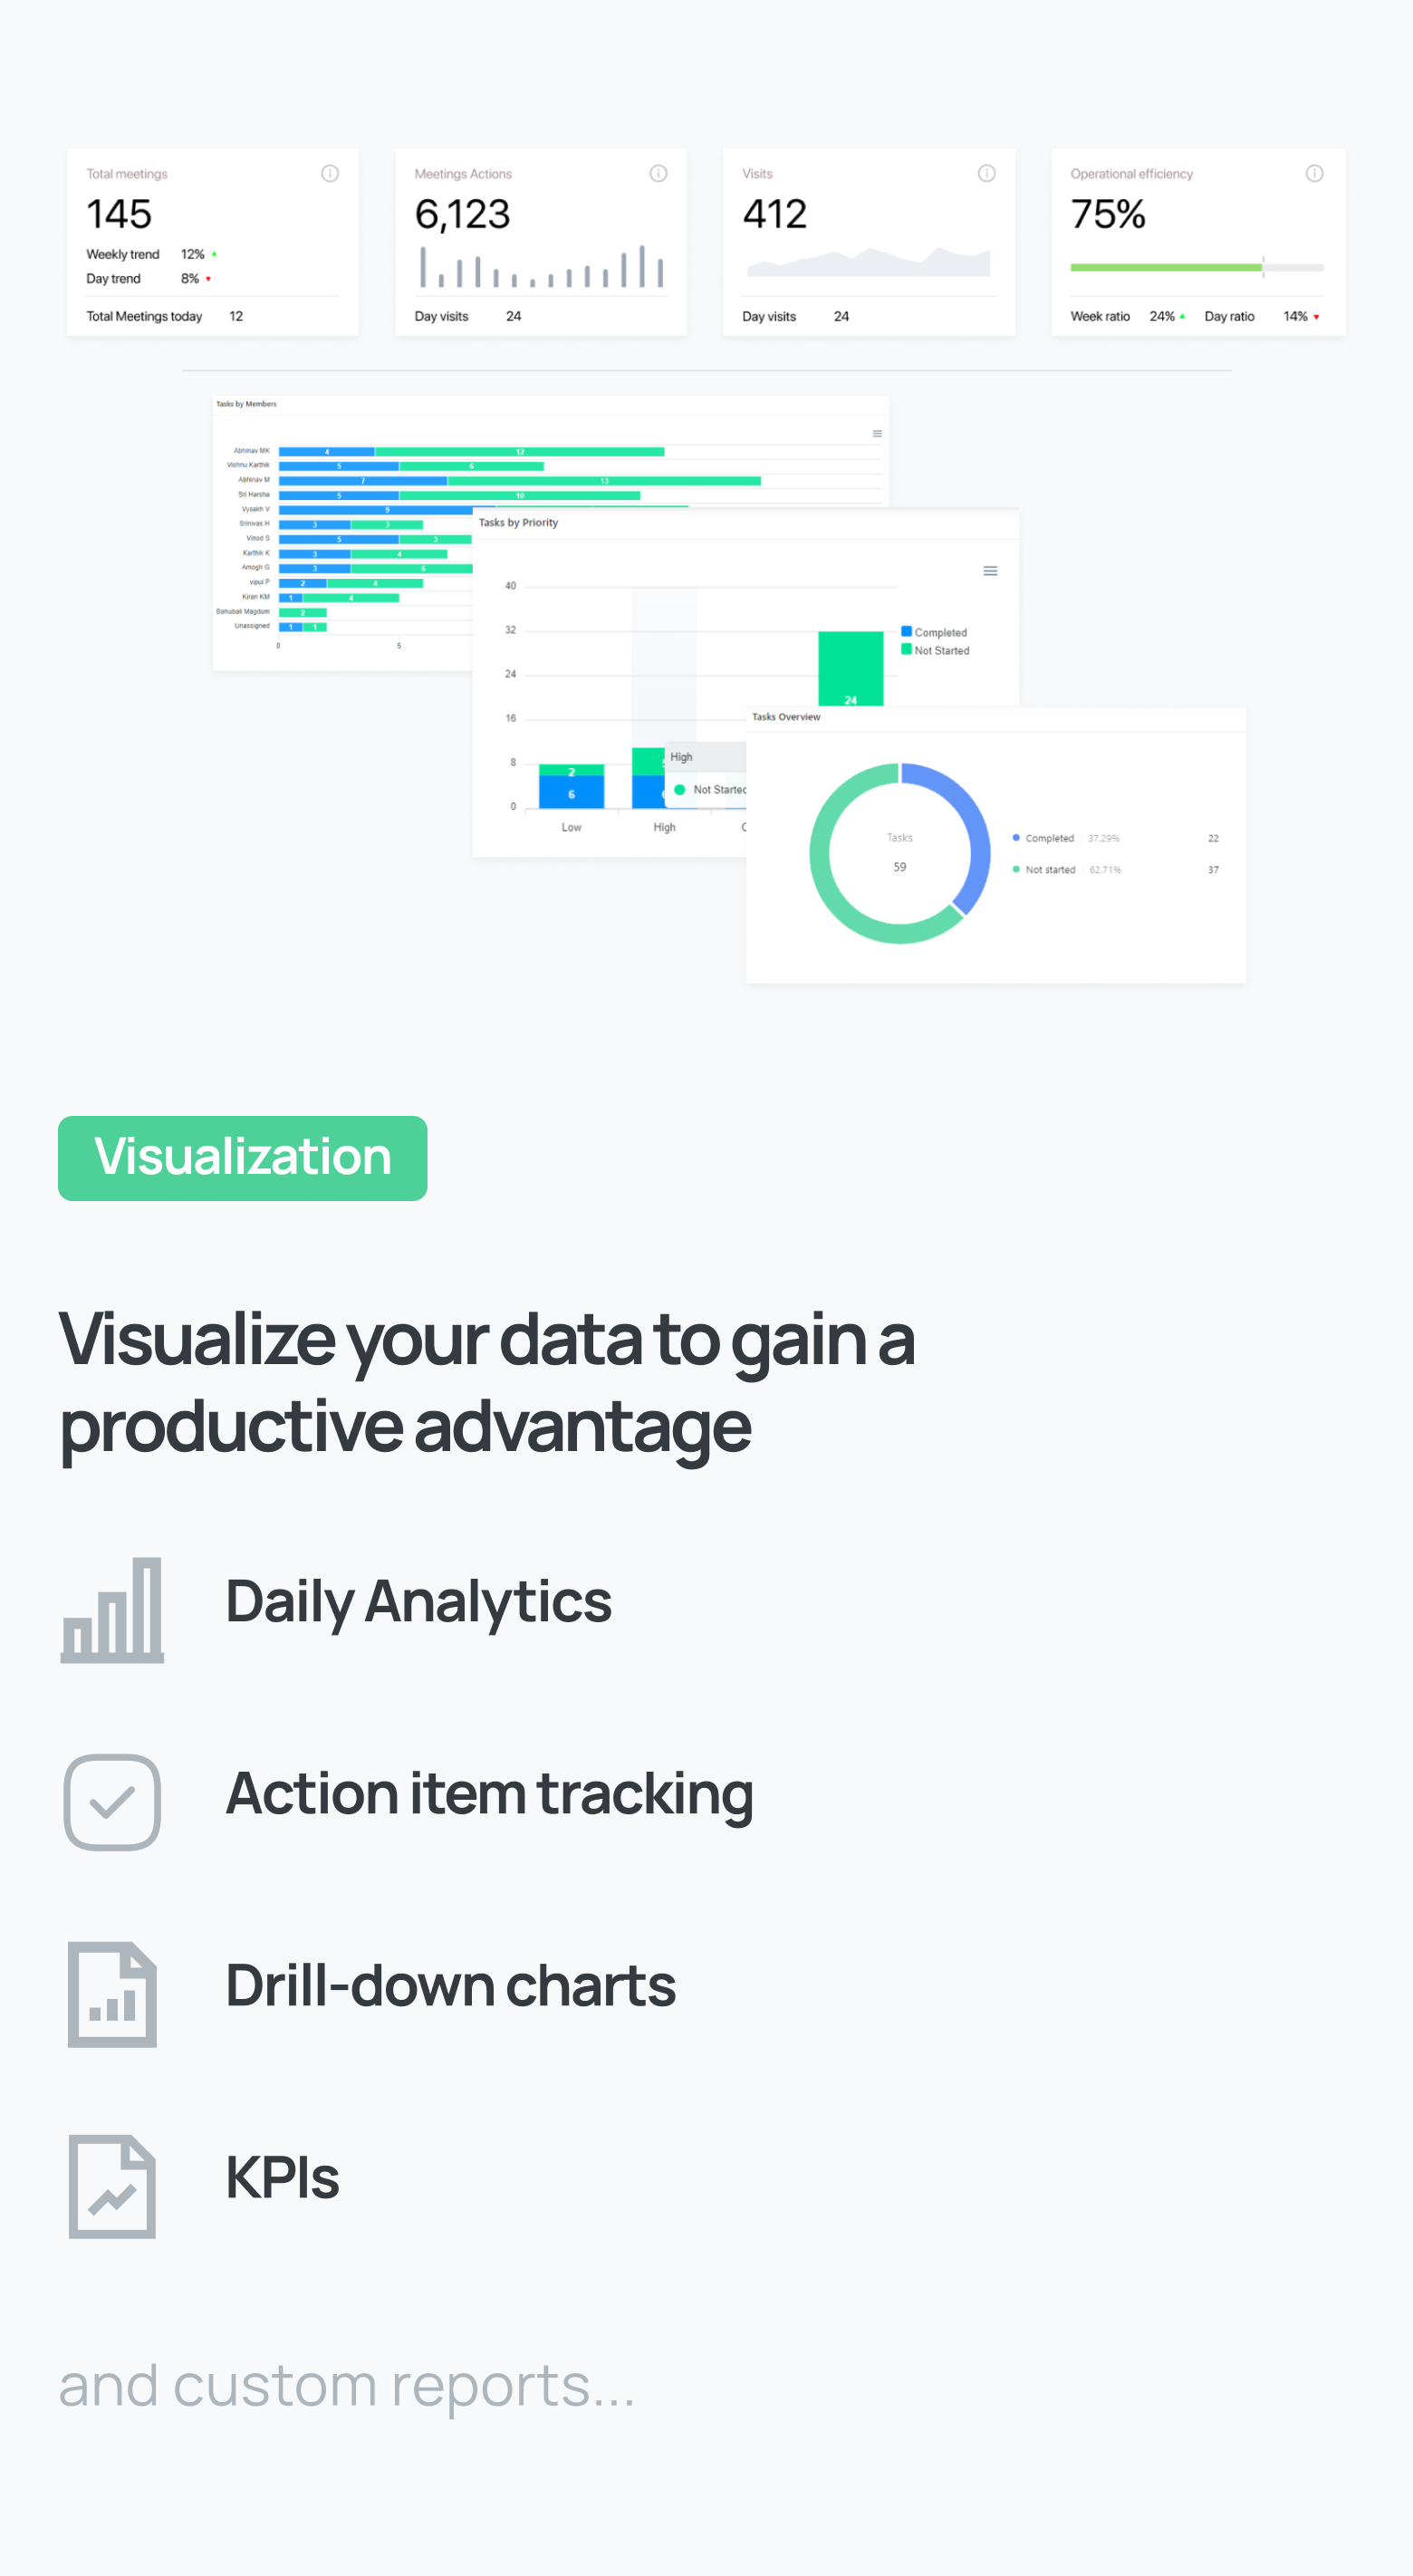 Total meetings
145
Weekly trend 12%
Day trend 8%
Total Meetings today 12
Meetings Actions
6,123
Day visits 24
Visits
412
Day visits 24
Operational efficiency
75%
Week ratio 24% Day ratio 14%
Tasks by Members
Abhinav MK 4 12
Vishnu Karthik 5 6
Abhinav M 7 13
Sri Harsha 5 10
Vysakh V 9
Srinivas H 3 3
Vinod S 5 3
Karthik K 3 4
Amogh G 3 6
vipul P 2 4
Kiran KM 1 4
Bahubali Magdum 2
Unassigned 1 1
0 5
Tasks by Priority
40
32
24
16
8
0
Completed
Not Started
24
2
6
High
Not Started
Low High
Tasks Overview
Tasks
59
Completed 37.29% 22
Not started 62.71% 37
Visualization
Visualize your data to gain a
productive advantage
Daily Analytics
Action item tracking
Drill-down charts
KPIs
and custom reports...